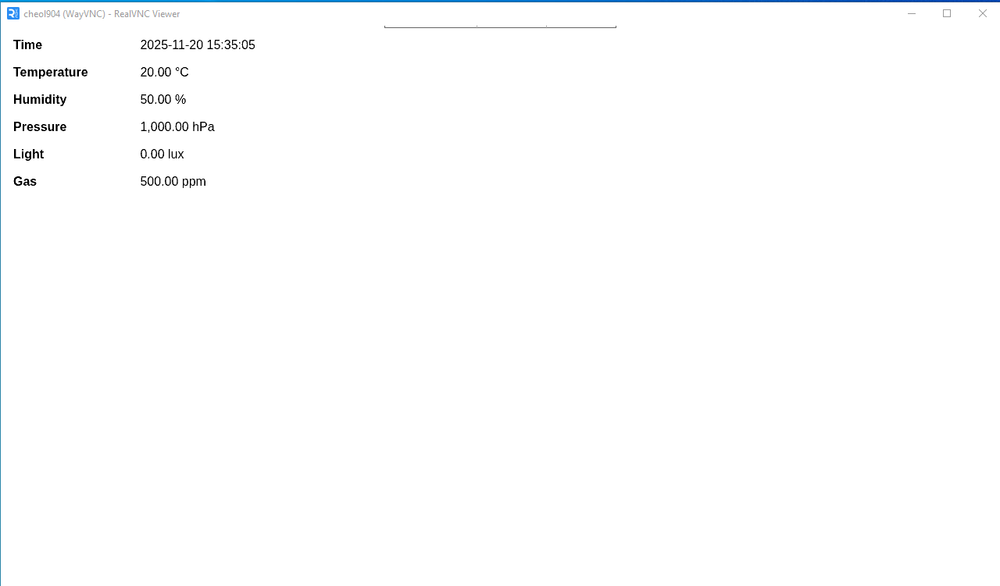 cheol904 (WayVNC) - RealVNC Viewer
Time 2025-11-20 15:35:05
Temperature 20.00 °C
Humidity 50.00 %
Pressure 1,000.00 hPa
Light 0.00 lux
Gas 500.00 ppm